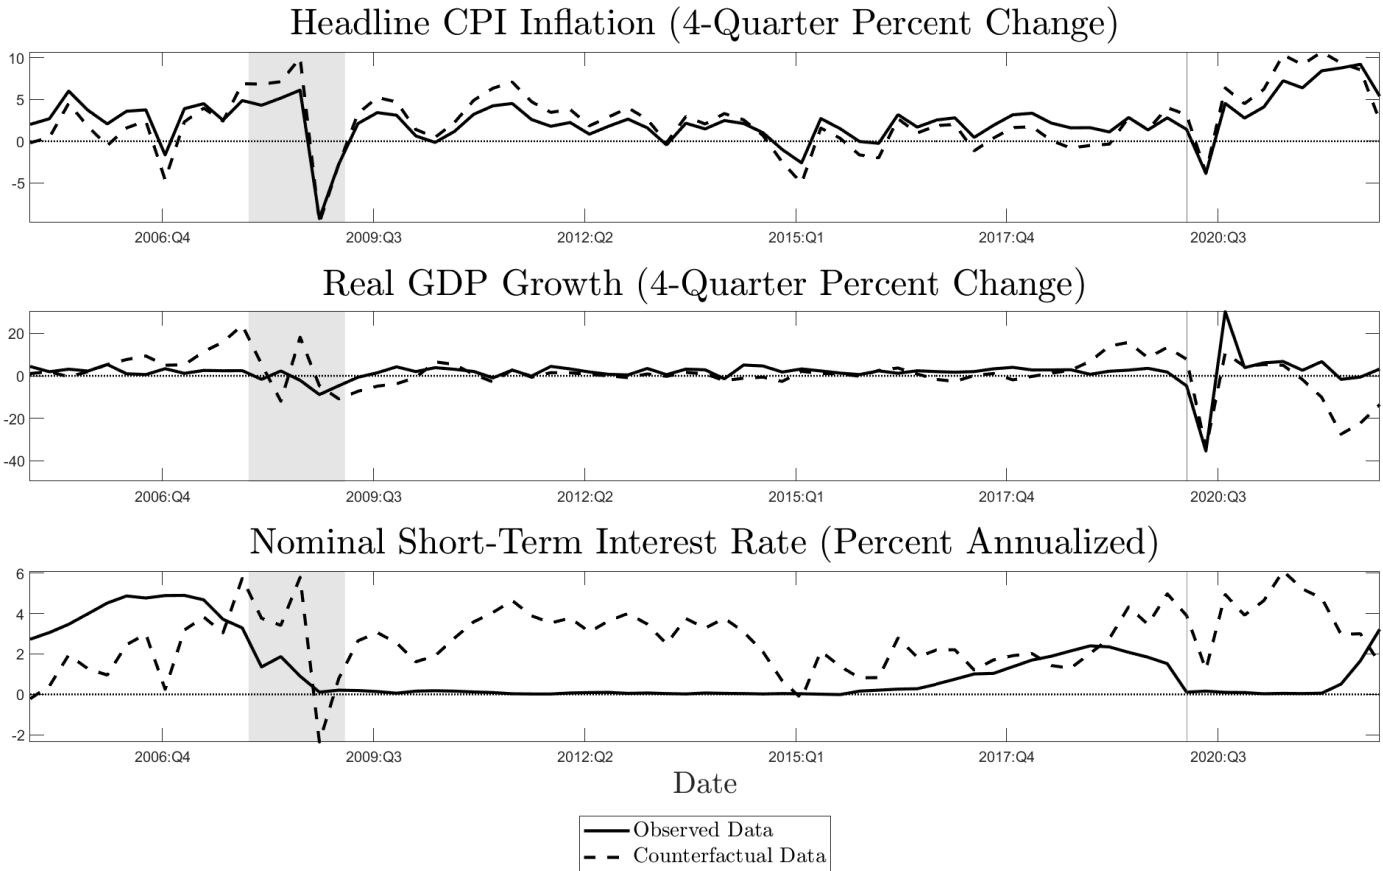 Headline CPI Inflation (4-Quarter Percent Change)
10
5
0
-5
2006:Q4 2009:Q3 2012:Q2 2015:Q1 2017:Q4 2020:Q3
Real GDP Growth (4-Quarter Percent Change)
20
0
-20
-40
2006:Q4 2009:Q3 2012:Q2 2015:Q1 2017:Q4 2020:Q3
Nominal Short-Term Interest Rate (Percent Annualized)
6
4
2
0
-2
2006:Q4 2009:Q3 2012:Q2 2015:Q1 2017:Q4 2020:Q3
Date
Observed Data
Counterfactual Data